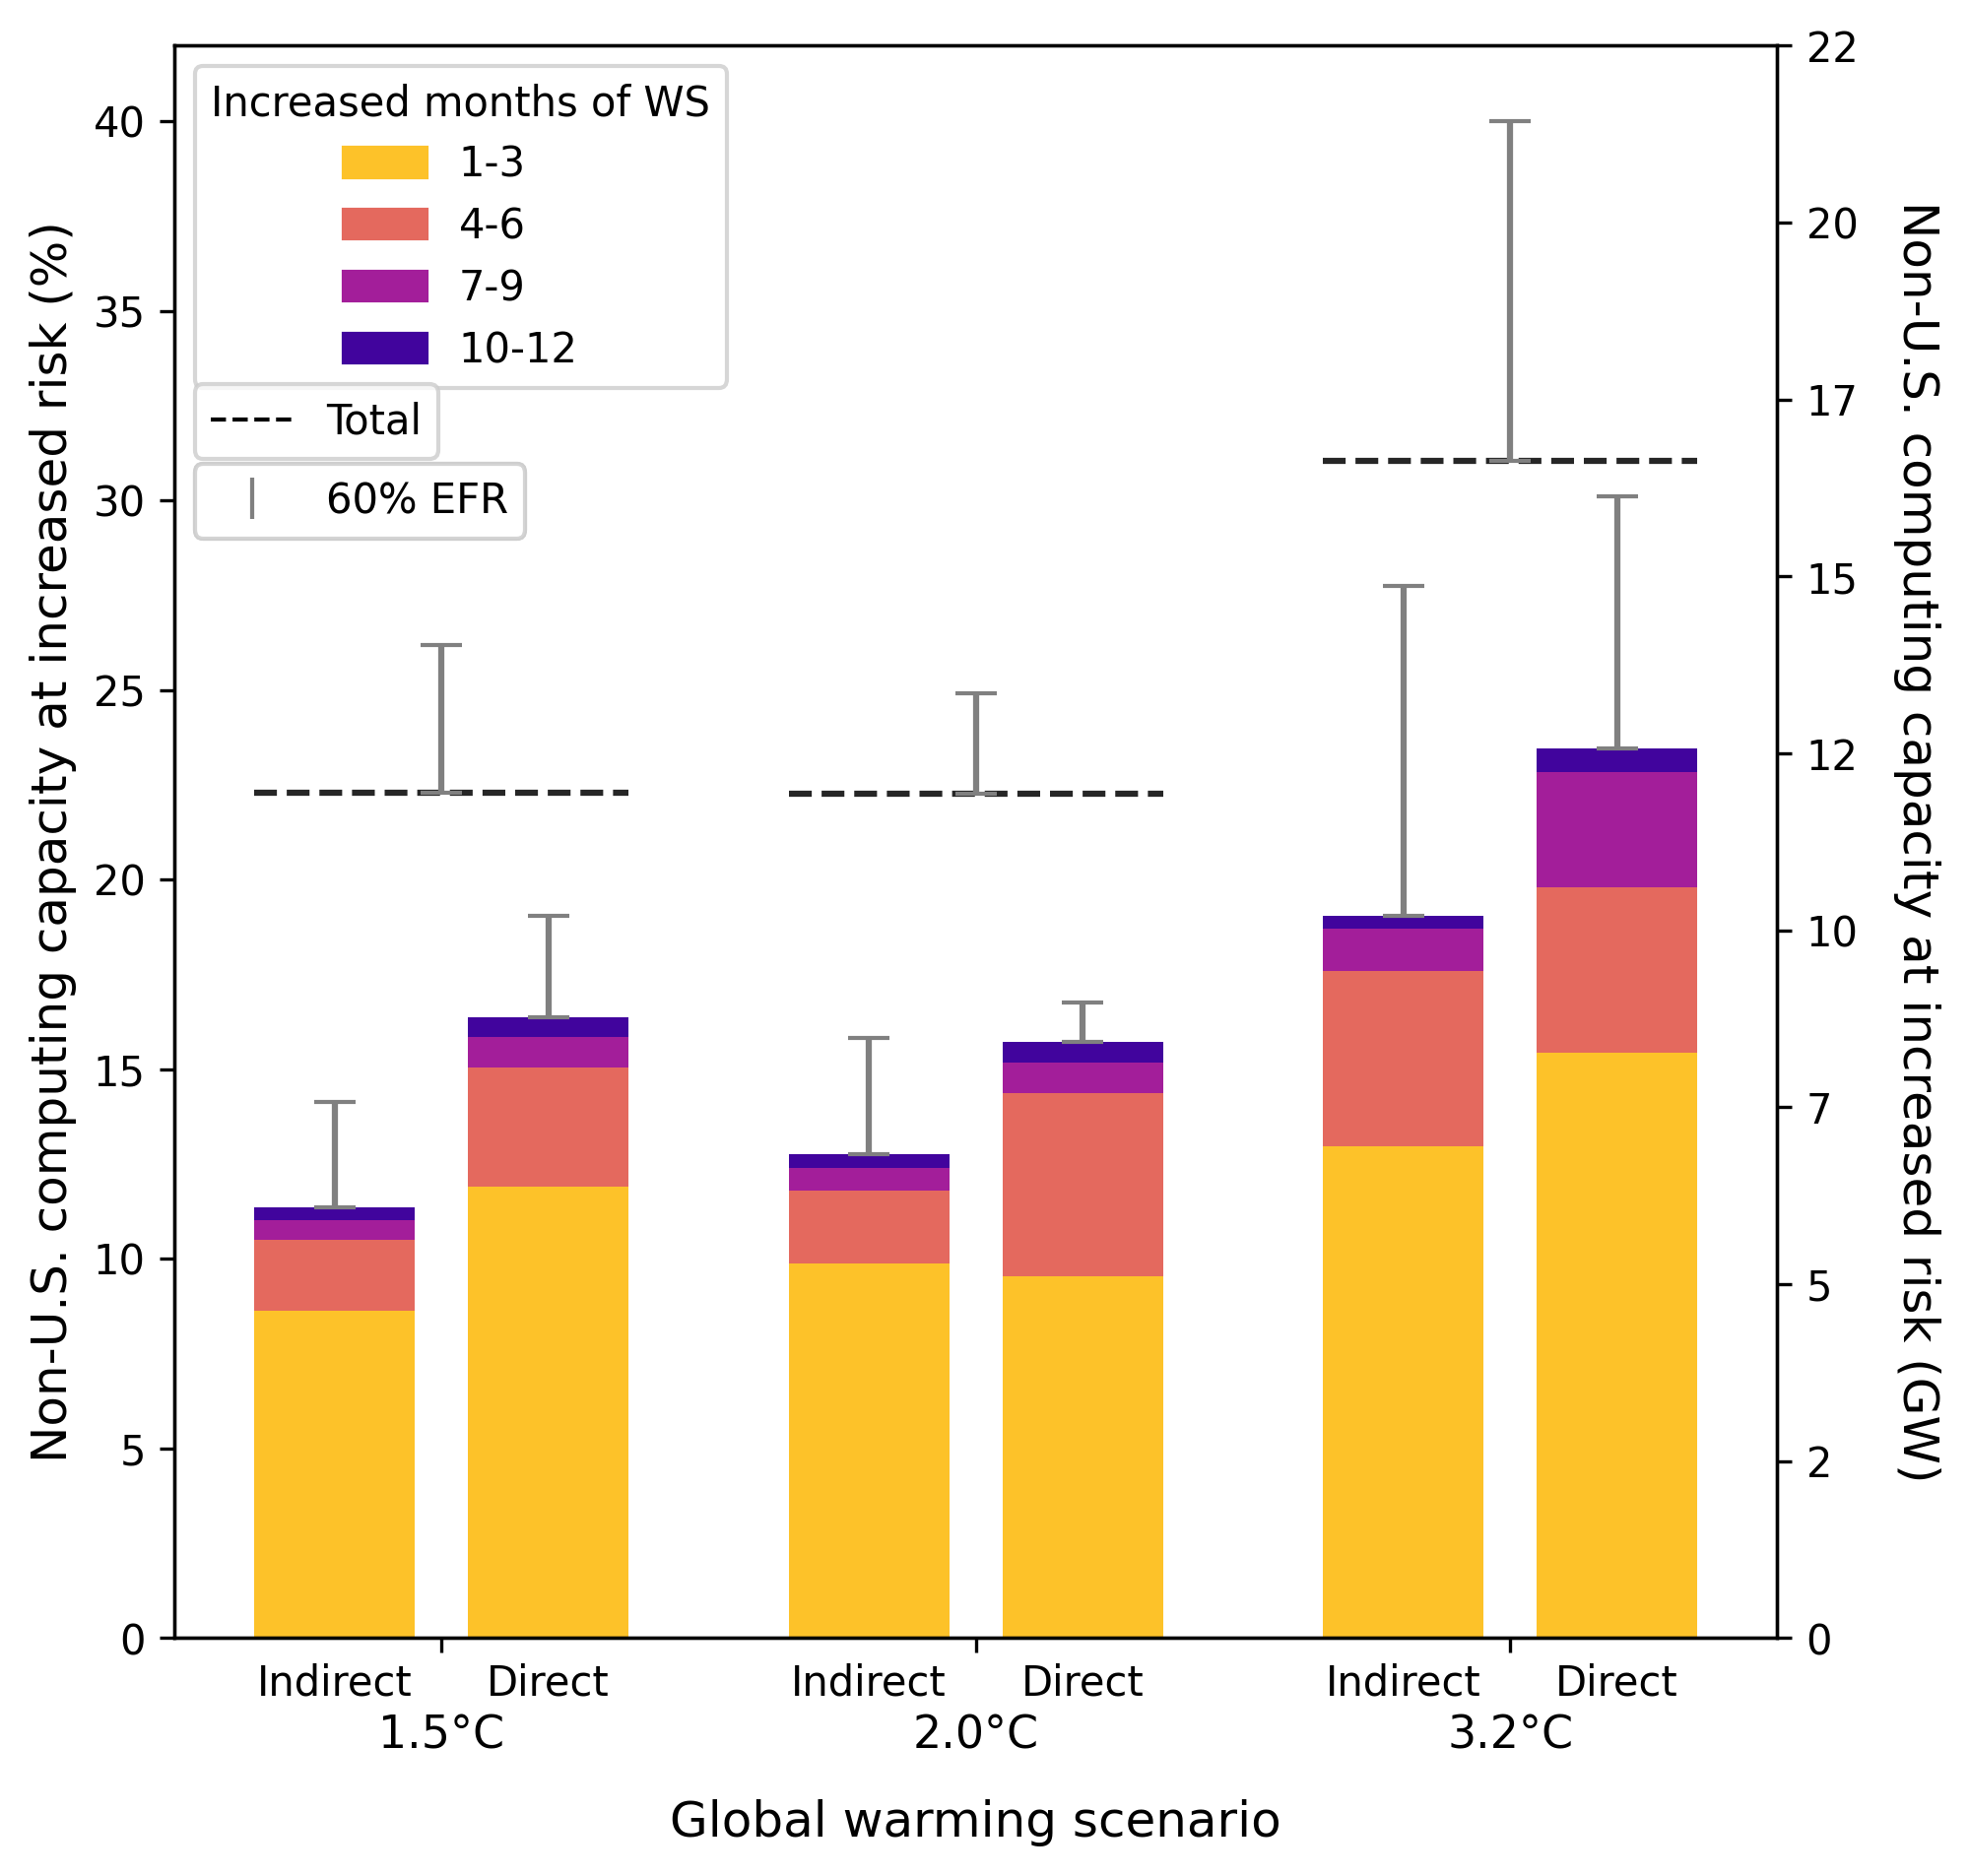 Non-U.S. computing capacity at increased risk (%)
40
35
30
25
20
15
10
5
0
Increased months of WS
1-3
4-6
7-9
10-12
Total
60% EFR
22
20
17
15
12
10
7
5
2
0
Non-U.S. computing capacity at increased risk (GW)
Indirect Direct Indirect Direct Indirect Direct
1.5°C 2.0°C 3.2°C
Global warming scenario